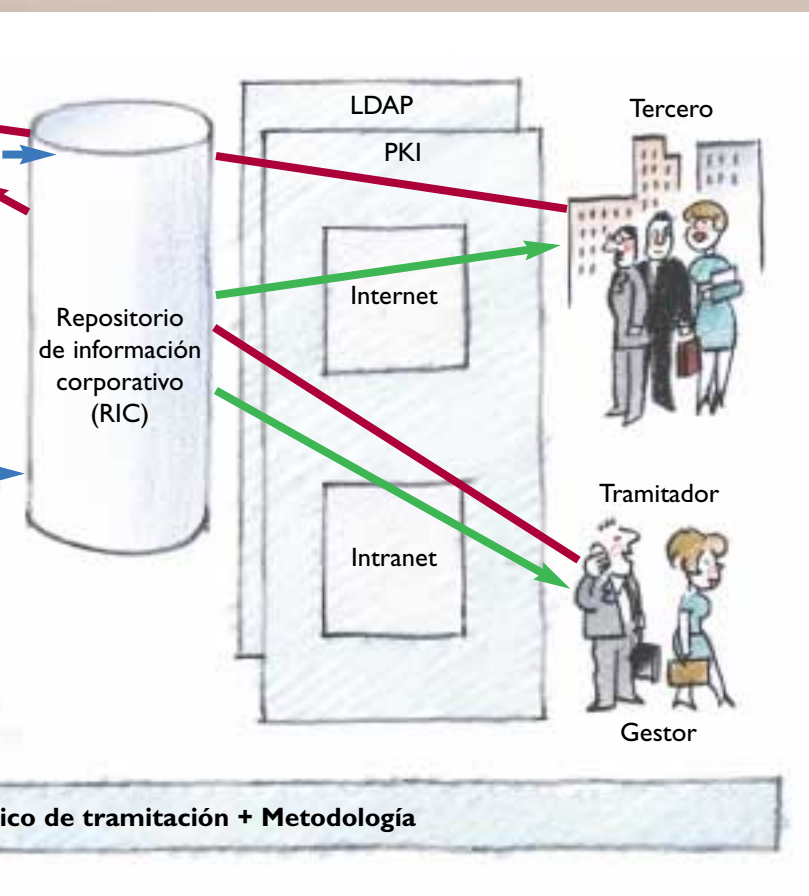 LDAP
PKI
Tercero
Internet
Repositorio
de información
corporativo
(RIC)
Tramitador
Intranet
Gestor
ico de tramitación + Metodología